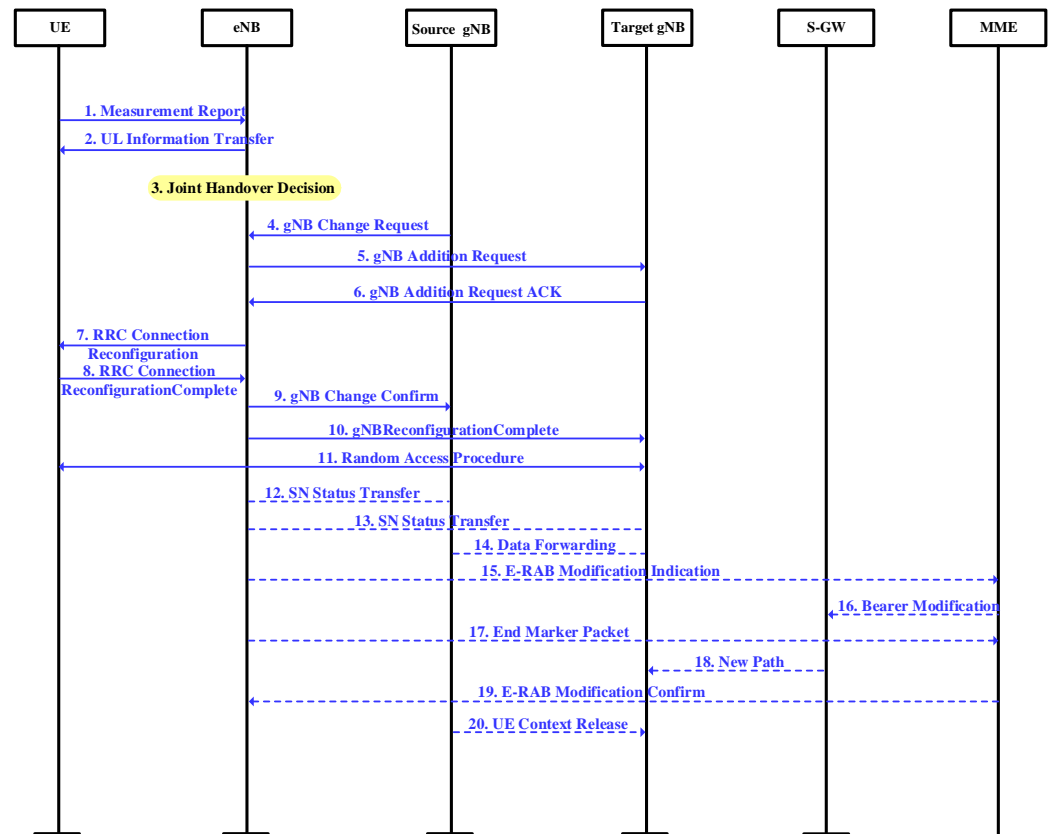 UE
eNB
Source gNB
Target gNB
S-GW
MME
1. Measurement Report
2. UL Information Transfer
3. Joint Handover Decision
4. gNB Change Request
5. gNB Addition Request
6. gNB Addition Request ACK
7. RRC Connection
Reconfiguration
8. RRC Connection
ReconfigurationComplete
9. gNB Change Confirm
10. gNBReconfigurationComplete
11. Random Access Procedure
12. SN Status Transfer
13. SN Status Transfer
14. Data Forwarding
15. E-RAB Modification Indication
16. Bearer Modification
17. End Marker Packet
18. New Path
19. E-RAB Modification Confirm
20. UE Context Release